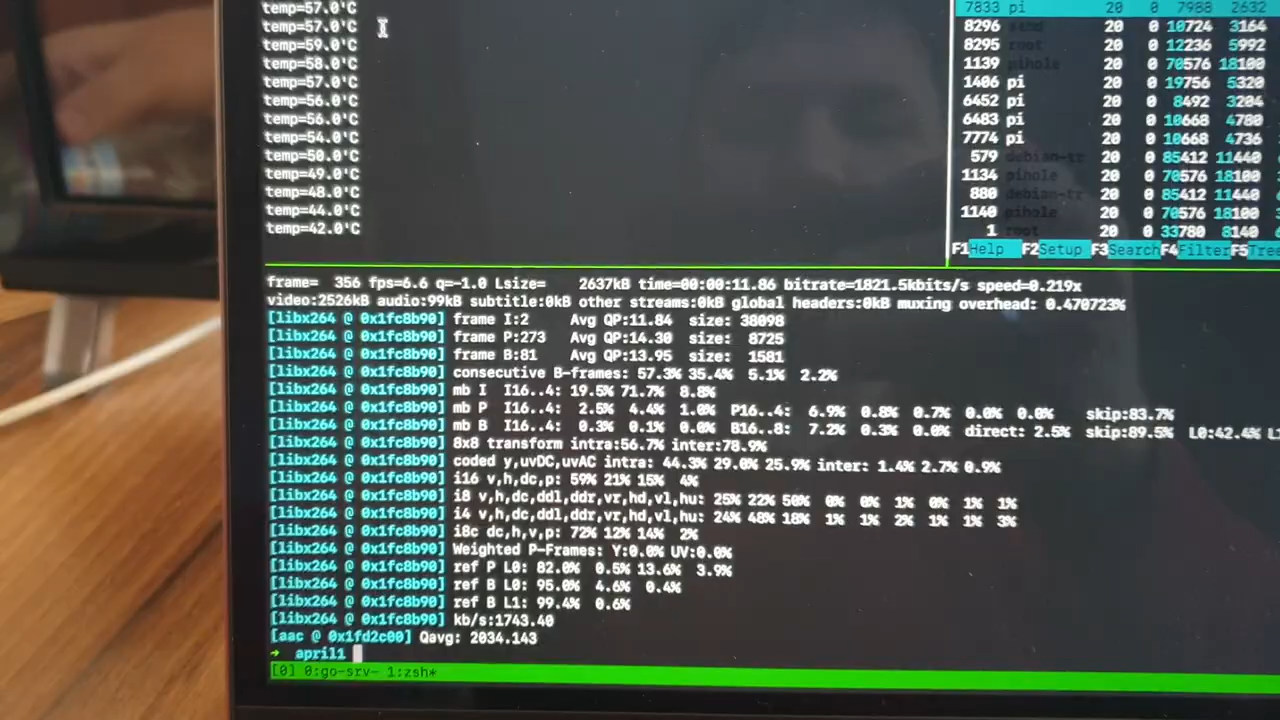 temp=57.0'C
temp=57.0'C
temp=59.0'C
temp=58.0'C
temp=57.0'C
temp=56.0'C
temp=56.0'C
temp=54.0'C
temp=50.0'C
temp=49.0'C
temp=48.0'C
temp=44.0'C
temp=42.0'C
7833 pi 20 0 7988 2632
8296 20 0 10724 3164
8295 root 20 0 12236 5992
1139 pihole 20 0 70576 18100
1406 pi 20 0 19756 5320
6452 pi 20 0 8492 3204
6483 pi 20 0 10668 4780
7774 pi 20 0 10668 4736
579 debian-tr 20 0 85412 11440
1134 pihole 20 0 70576 18100
880 debian-tr 20 0 85412 11440
1140 pihole 20 0 70576 18100
1 root 20 0 33780 8140
F1Help F2Setup F3Search F4Filter F5Tree
frame= 356 fps=6.6 q=-1.0 Lsize= 2637kB time=00:00:11.86 bitrate=1821.5kbits/s speed=0.219x
video:2526kB audio:99kB subtitle:0kB other streams:0kB global headers:0kB muxing overhead: 0.470723%
[libx264 @ 0x1fc8b90] frame I:2 Avg QP:11.84 size: 38098
[libx264 @ 0x1fc8b90] frame P:273 Avg QP:14.30 size: 8725
[libx264 @ 0x1fc8b90] frame B:81 Avg QP:13.95 size: 1581
[libx264 @ 0x1fc8b90] consecutive B-frames: 57.3% 35.4% 5.1% 2.2%
[libx264 @ 0x1fc8b90] mb I I16..4: 19.5% 71.7% 8.8%
[libx264 @ 0x1fc8b90] mb P I16..4: 2.5% 4.4% 1.0% P16..4: 6.9% 0.8% 0.7% 0.0% 0.0% skip:83.7%
[libx264 @ 0x1fc8b90] mb B I16..4: 0.3% 0.1% 0.0% B16..8: 7.2% 0.3% 0.0% direct: 2.5% skip:89.5% L0:42.4% L1
[libx264 @ 0x1fc8b90] 8x8 transform intra:56.7% inter:78.9%
[libx264 @ 0x1fc8b90] coded y,uvDC,uvAC intra: 44.3% 29.0% 25.9% inter: 1.4% 2.7% 0.9%
[libx264 @ 0x1fc8b90] i16 v,h,dc,p: 59% 21% 15% 4%
[libx264 @ 0x1fc8b90] i8 v,h,dc,ddl,ddr,vr,hd,vl,hu: 25% 22% 50% 0% 0% 1% 0% 1% 1%
[libx264 @ 0x1fc8b90] i4 v,h,dc,ddl,ddr,vr,hd,vl,hu: 24% 48% 18% 1% 1% 2% 1% 1% 3%
[libx264 @ 0x1fc8b90] i8c dc,h,v,p: 72% 12% 14% 2%
[libx264 @ 0x1fc8b90] Weighted P-Frames: Y:0.0% UV:0.0%
[libx264 @ 0x1fc8b90] ref P L0: 82.0% 0.5% 13.6% 3.9%
[libx264 @ 0x1fc8b90] ref B L0: 95.0% 4.6% 0.4%
[libx264 @ 0x1fc8b90] ref B L1: 99.4% 0.6%
[libx264 @ 0x1fc8b90] kb/s:1743.40
[aac @ 0x1fd2c00] Qavg: 2034.143
→ april1
[0] 0:go-srv- 1:zsh*